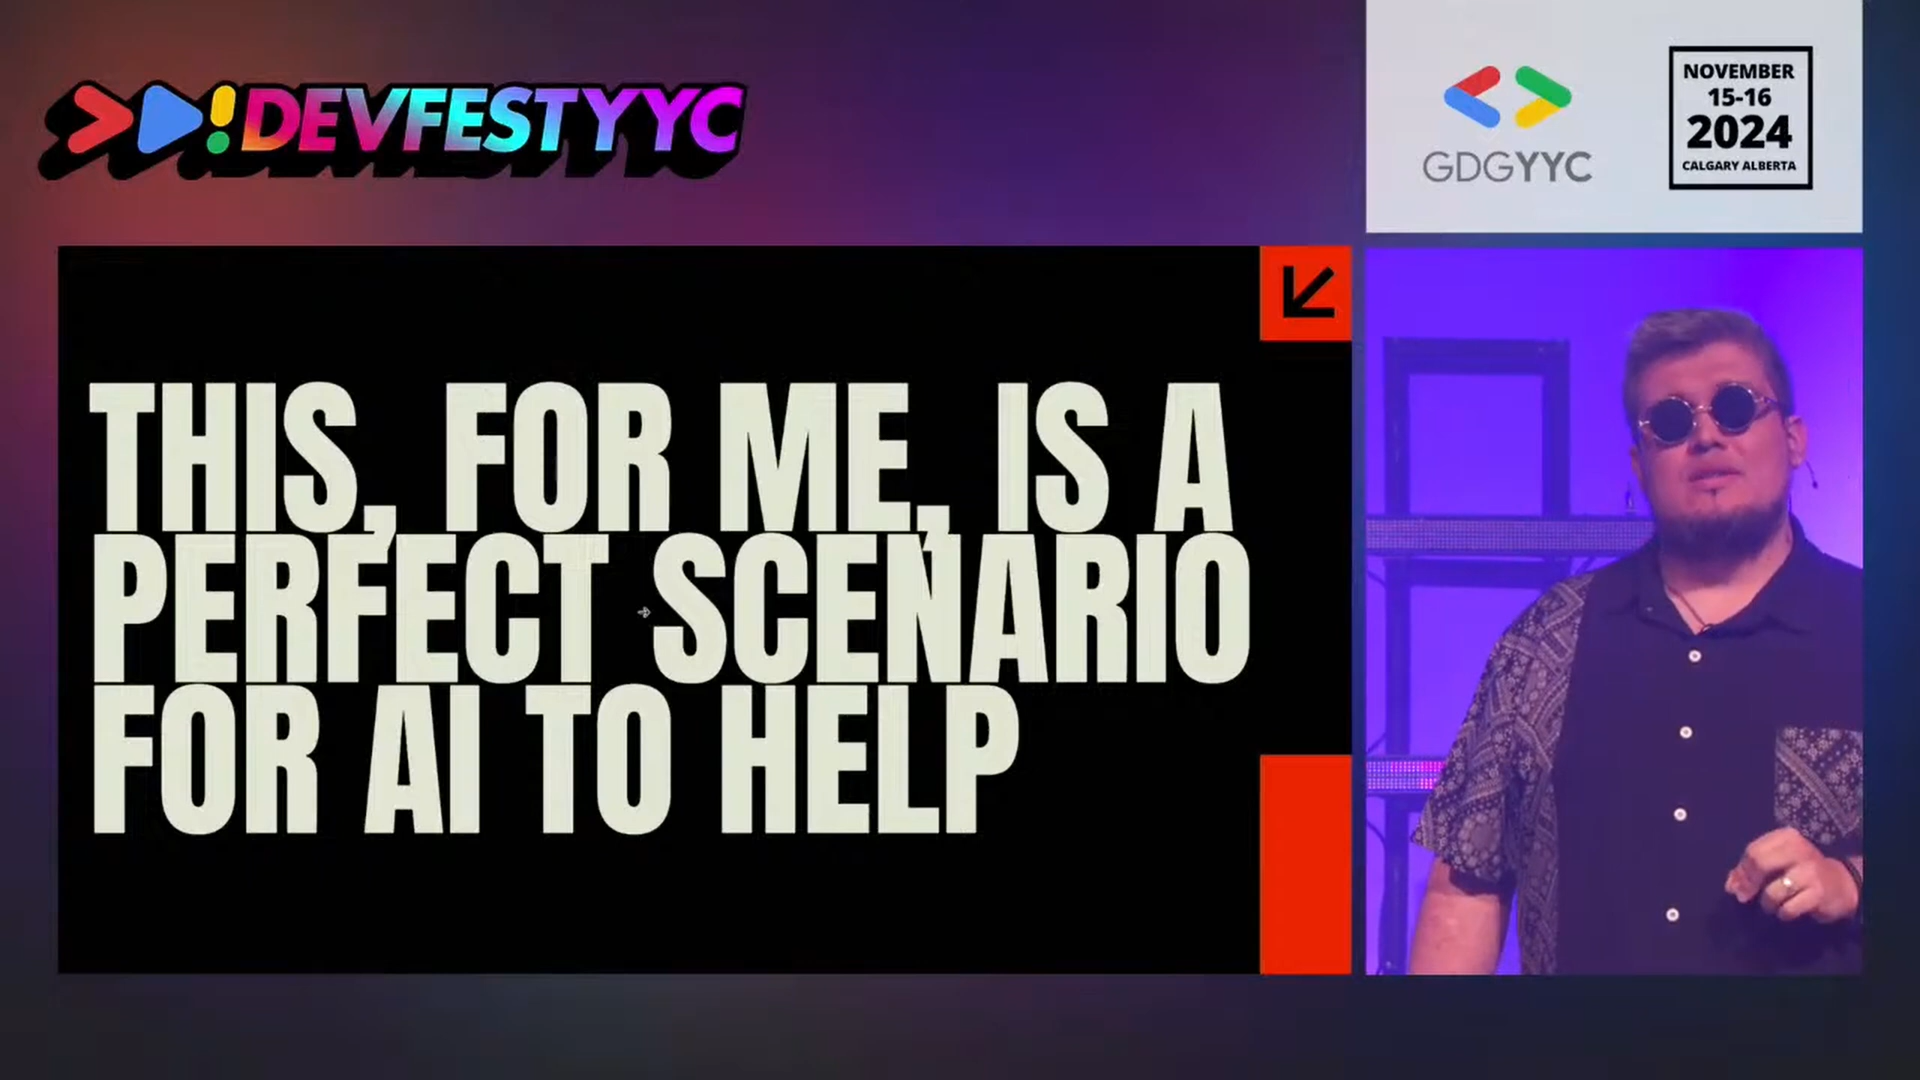 DEVFESTYYC
GDGYYC
NOVEMBER
15-16
2024
CALGARY ALBERTA
THIS, FOR ME, IS A
PERFECT SCENARIO
FOR AI TO HELP